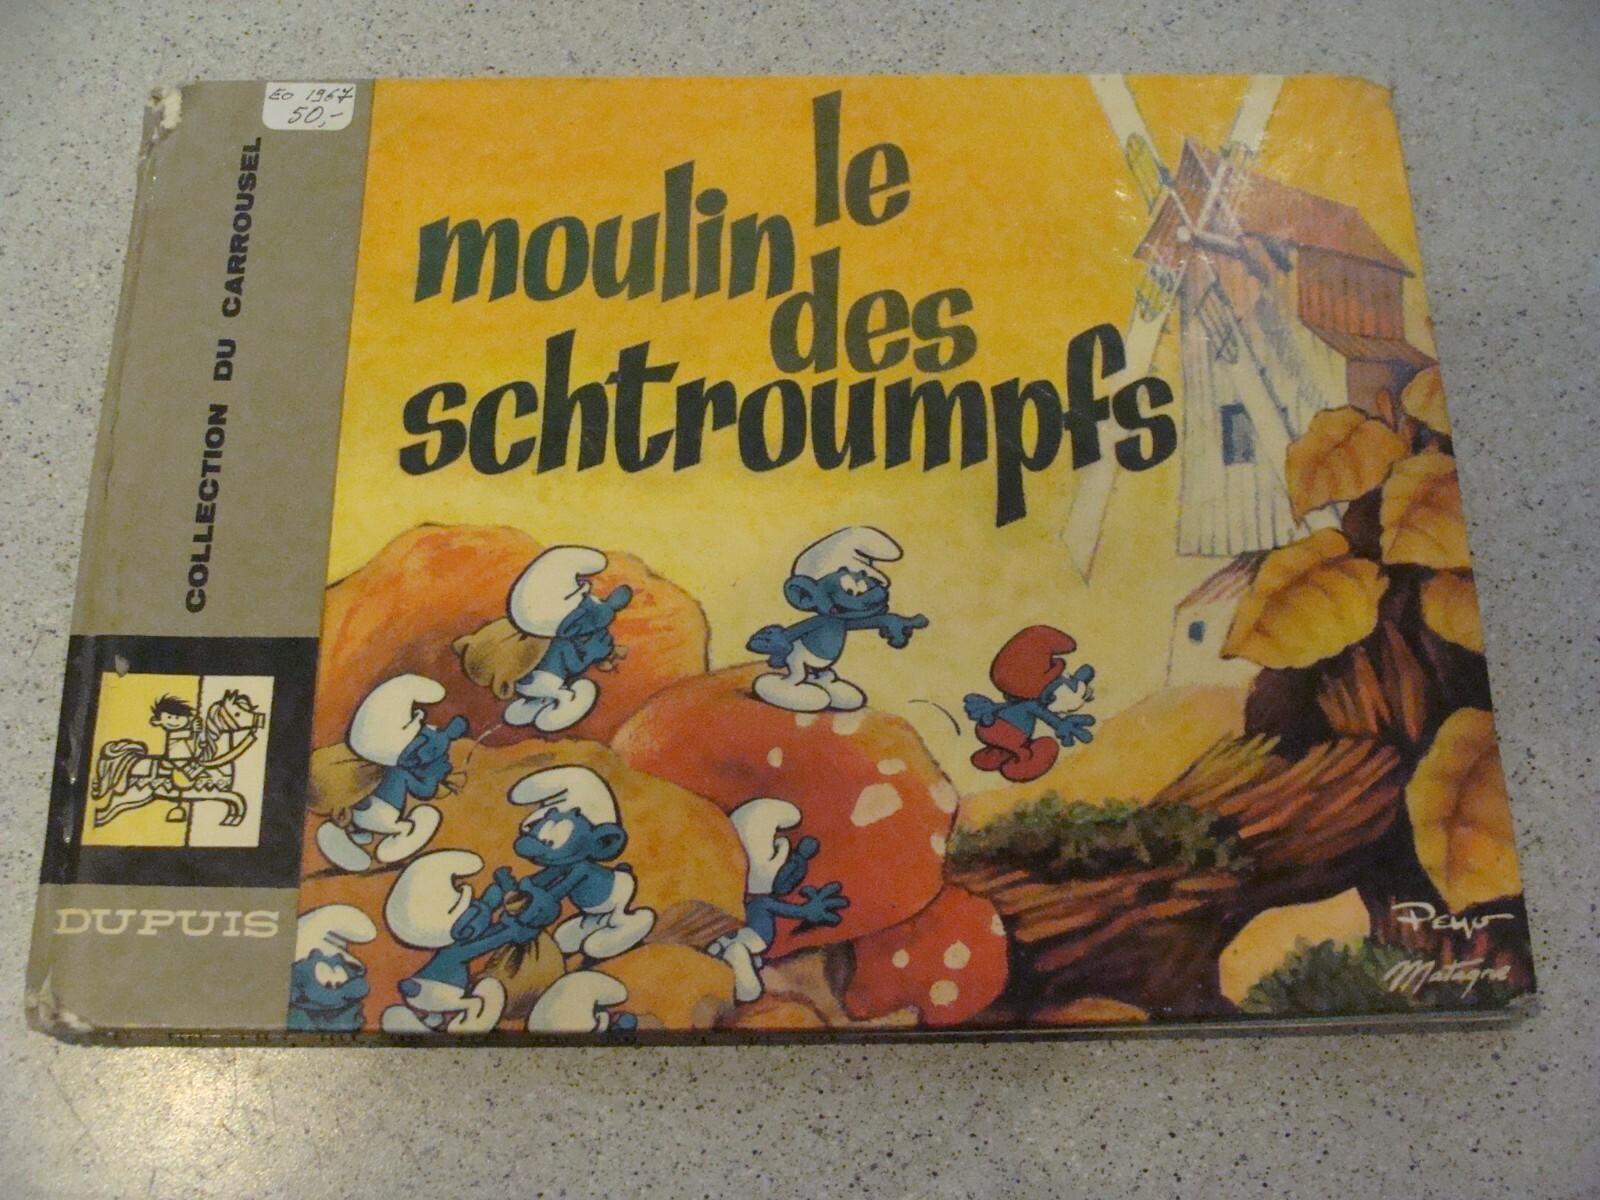 EO 1967
50,-
COLLECTION DU CARROUSEL
DUPUIS
le
moulin
des
schtroumpfs
Peyo
Matagne